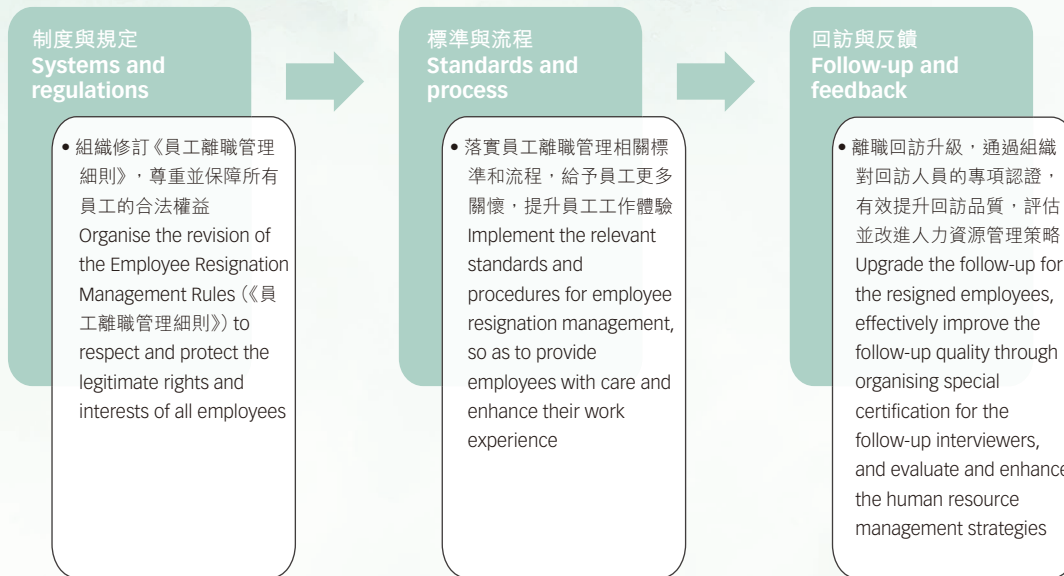 制度與規定
Systems and
regulations
• 組織修訂《員工離職管理
細則》，尊重並保障所有
員工的合法權益
Organise the revision of
the Employee Resignation
Management Rules (《員
工離職管理細則》) to
respect and protect the
legitimate rights and
interests of all employees
標準與流程
Standards and
process
• 落實員工離職管理相關標
準和流程，給予員工更多
關懷，提升員工工作體驗
Implement the relevant
standards and
procedures for employee
resignation management,
so as to provide
employees with care and
enhance their work
experience
回訪與反饋
Follow-up and
feedback
• 離職回訪升級，通過組織
對回訪人員的專項認證，
有效提升回訪品質，評估
並改進人力資源管理策略
Upgrade the follow-up for
the resigned employees,
effectively improve the
follow-up quality through
organising special
certification for the
follow-up interviewers,
and evaluate and enhance
the human resource
management strategies